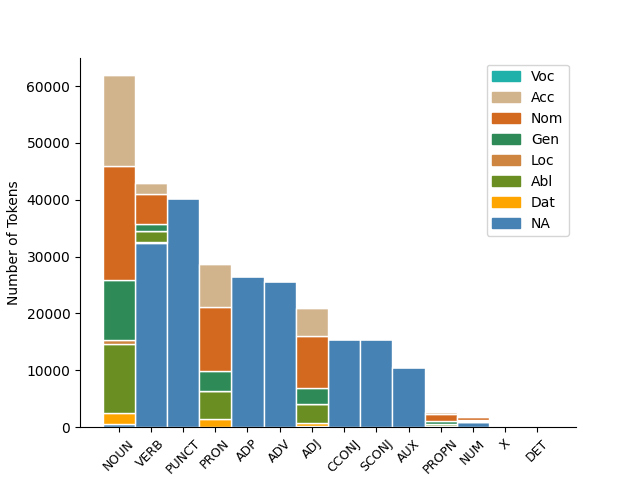 60000
50000
40000
30000
20000
10000
0
Number of Tokens
NOUN
VERB
PUNCT
PRON
ADP
ADV
ADJ
CCONJ
SCONJ
AUX
PROPN
NUM
X
DET
Voc
Acc
Nom
Gen
Loc
Abl
Dat
NA